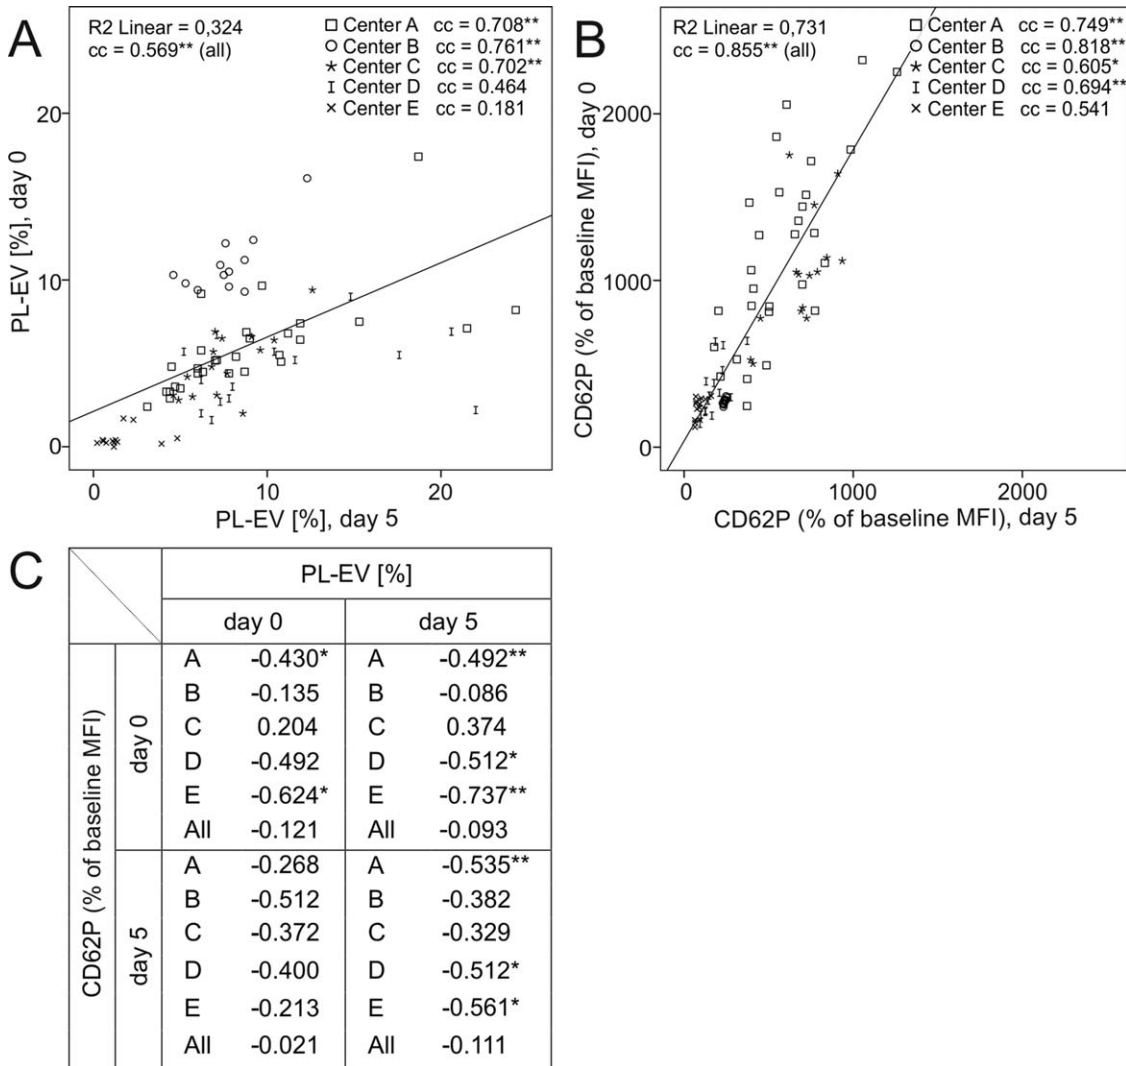 A
R2 Linear = 0,324
cc = 0.569** (all)
Center A cc = 0.708**
Center B cc = 0.761**
Center C cc = 0.702**
Center D cc = 0.464
Center E cc = 0.181
PL-EV [%], day 0
20
10
0
0 10 20
PL-EV [%], day 5
B
R2 Linear = 0,731
cc = 0.855** (all)
Center A cc = 0.749**
Center B cc = 0.818**
Center C cc = 0.605*
Center D cc = 0.694**
Center E cc = 0.541
CD62P (% of baseline MFI), day 0
2000
1000
0
0 1000 2000
CD62P (% of baseline MFI), day 5
C
PL-EV [%]
day 0 day 5
CD62P (% of baseline MFI)
day 0
A -0.430* A -0.492**
B -0.135 B -0.086
C 0.204 C 0.374
D -0.492 D -0.512*
E -0.624* E -0.737**
All -0.121 All -0.093
day 5
A -0.268 A -0.535**
B -0.512 B -0.382
C -0.372 C -0.329
D -0.400 D -0.512*
E -0.213 E -0.561*
All -0.021 All -0.111